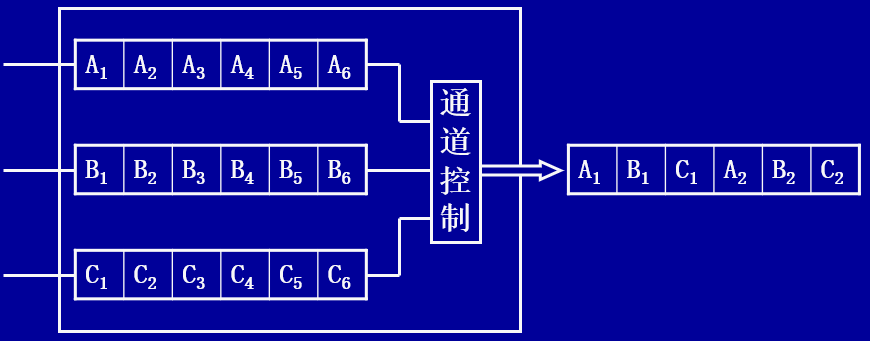 A₁ A₂ A₃ A₄ A₅ A₆
B₁ B₂ B₃ B₄ B₅ B₆
C₁ C₂ C₃ C₄ C₅ C₆
通道控制
A₁ B₁ C₁ A₂ B₂ C₂